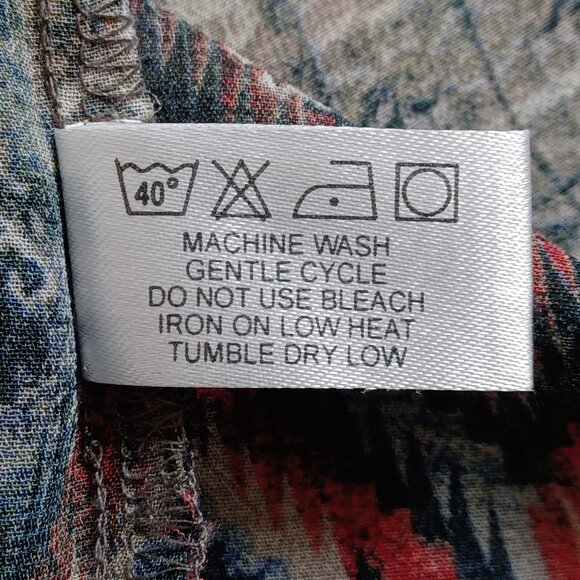 40°
MACHINE WASH
GENTLE CYCLE
DO NOT USE BLEACH
IRON ON LOW HEAT
TUMBLE DRY LOW